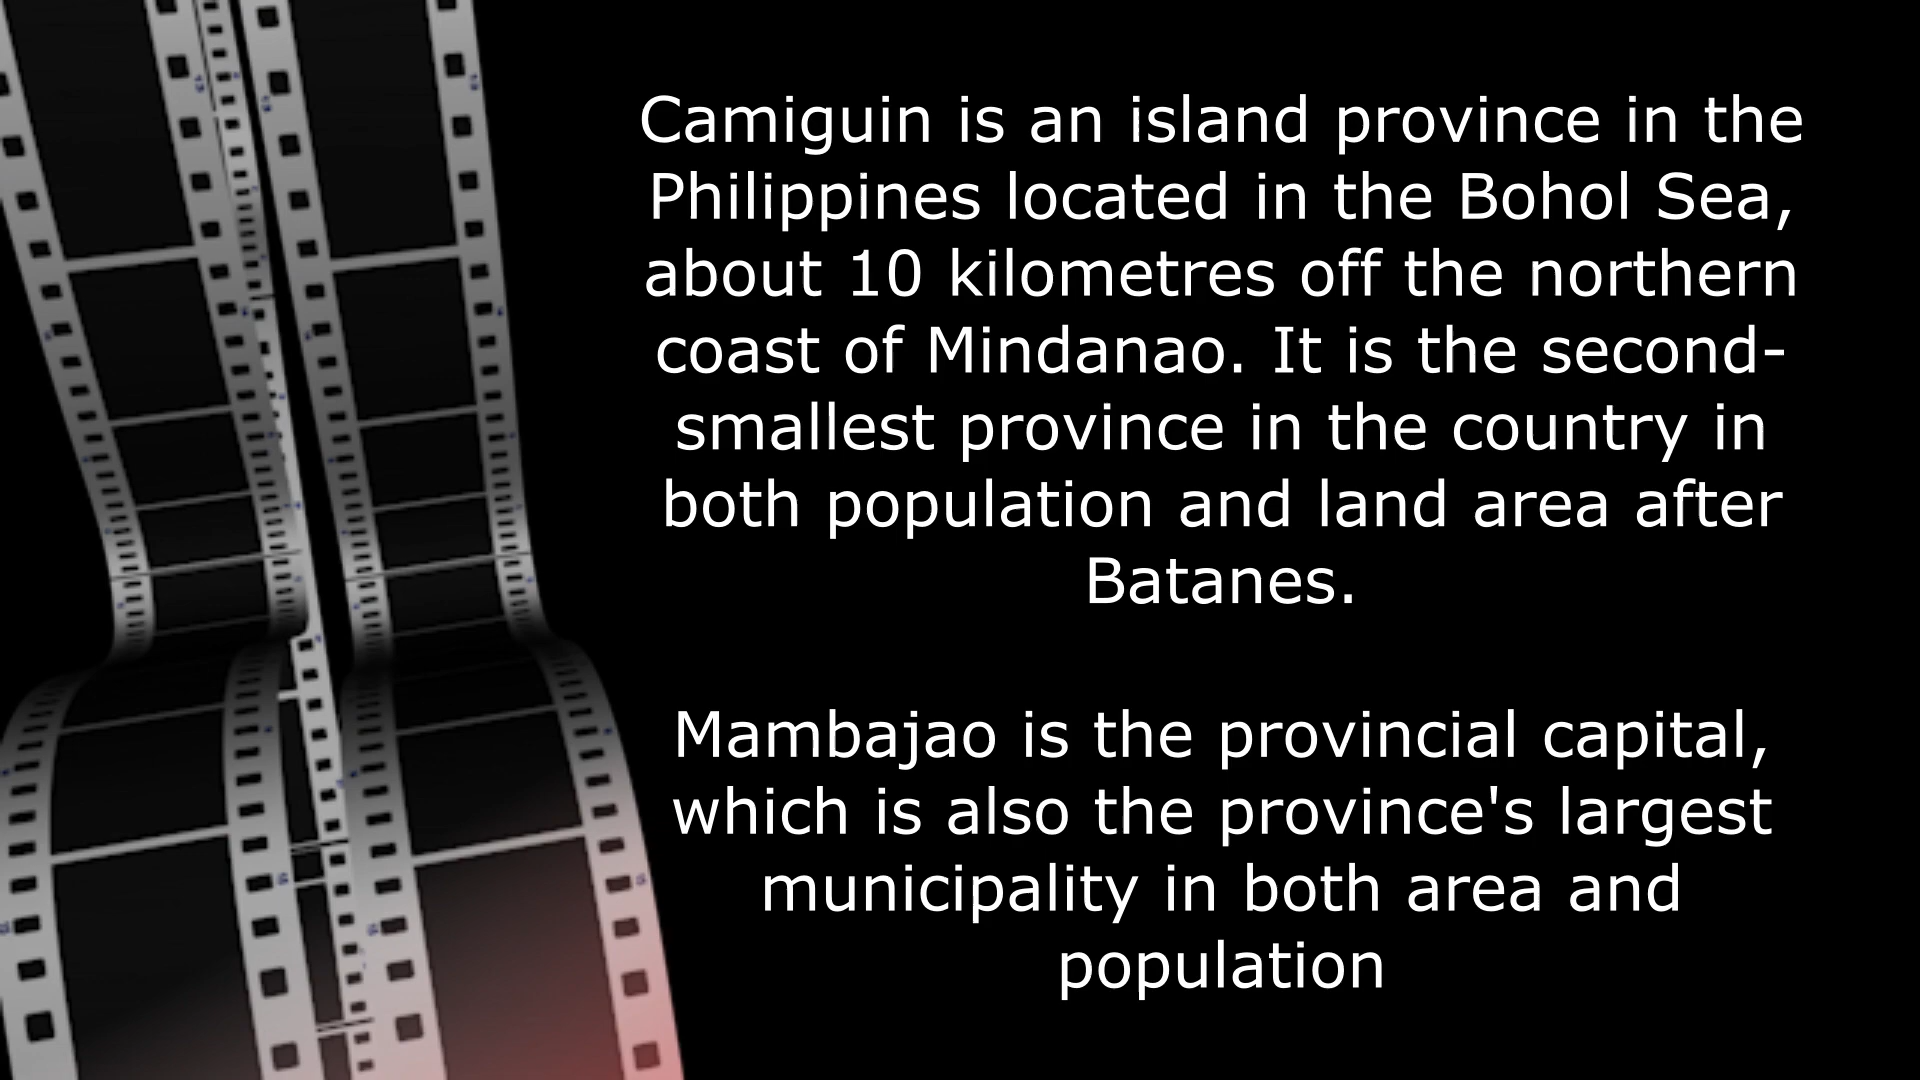 Camiguin is an island province in the
Philippines located in the Bohol Sea,
about 10 kilometres off the northern
coast of Mindanao. It is the second-
smallest province in the country in
both population and land area after
Batanes.
Mambajao is the provincial capital,
which is also the province's largest
municipality in both area and
population